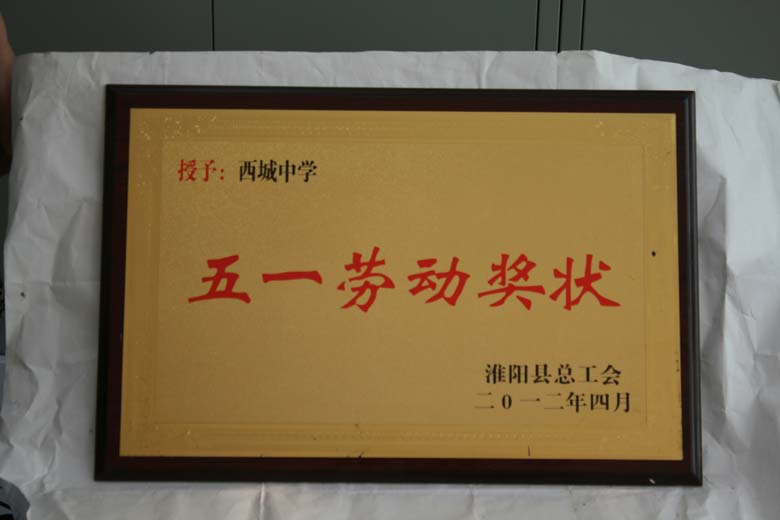 授予：西城中学
五一劳动奖状
淮阳县总工会
二0一二年四月